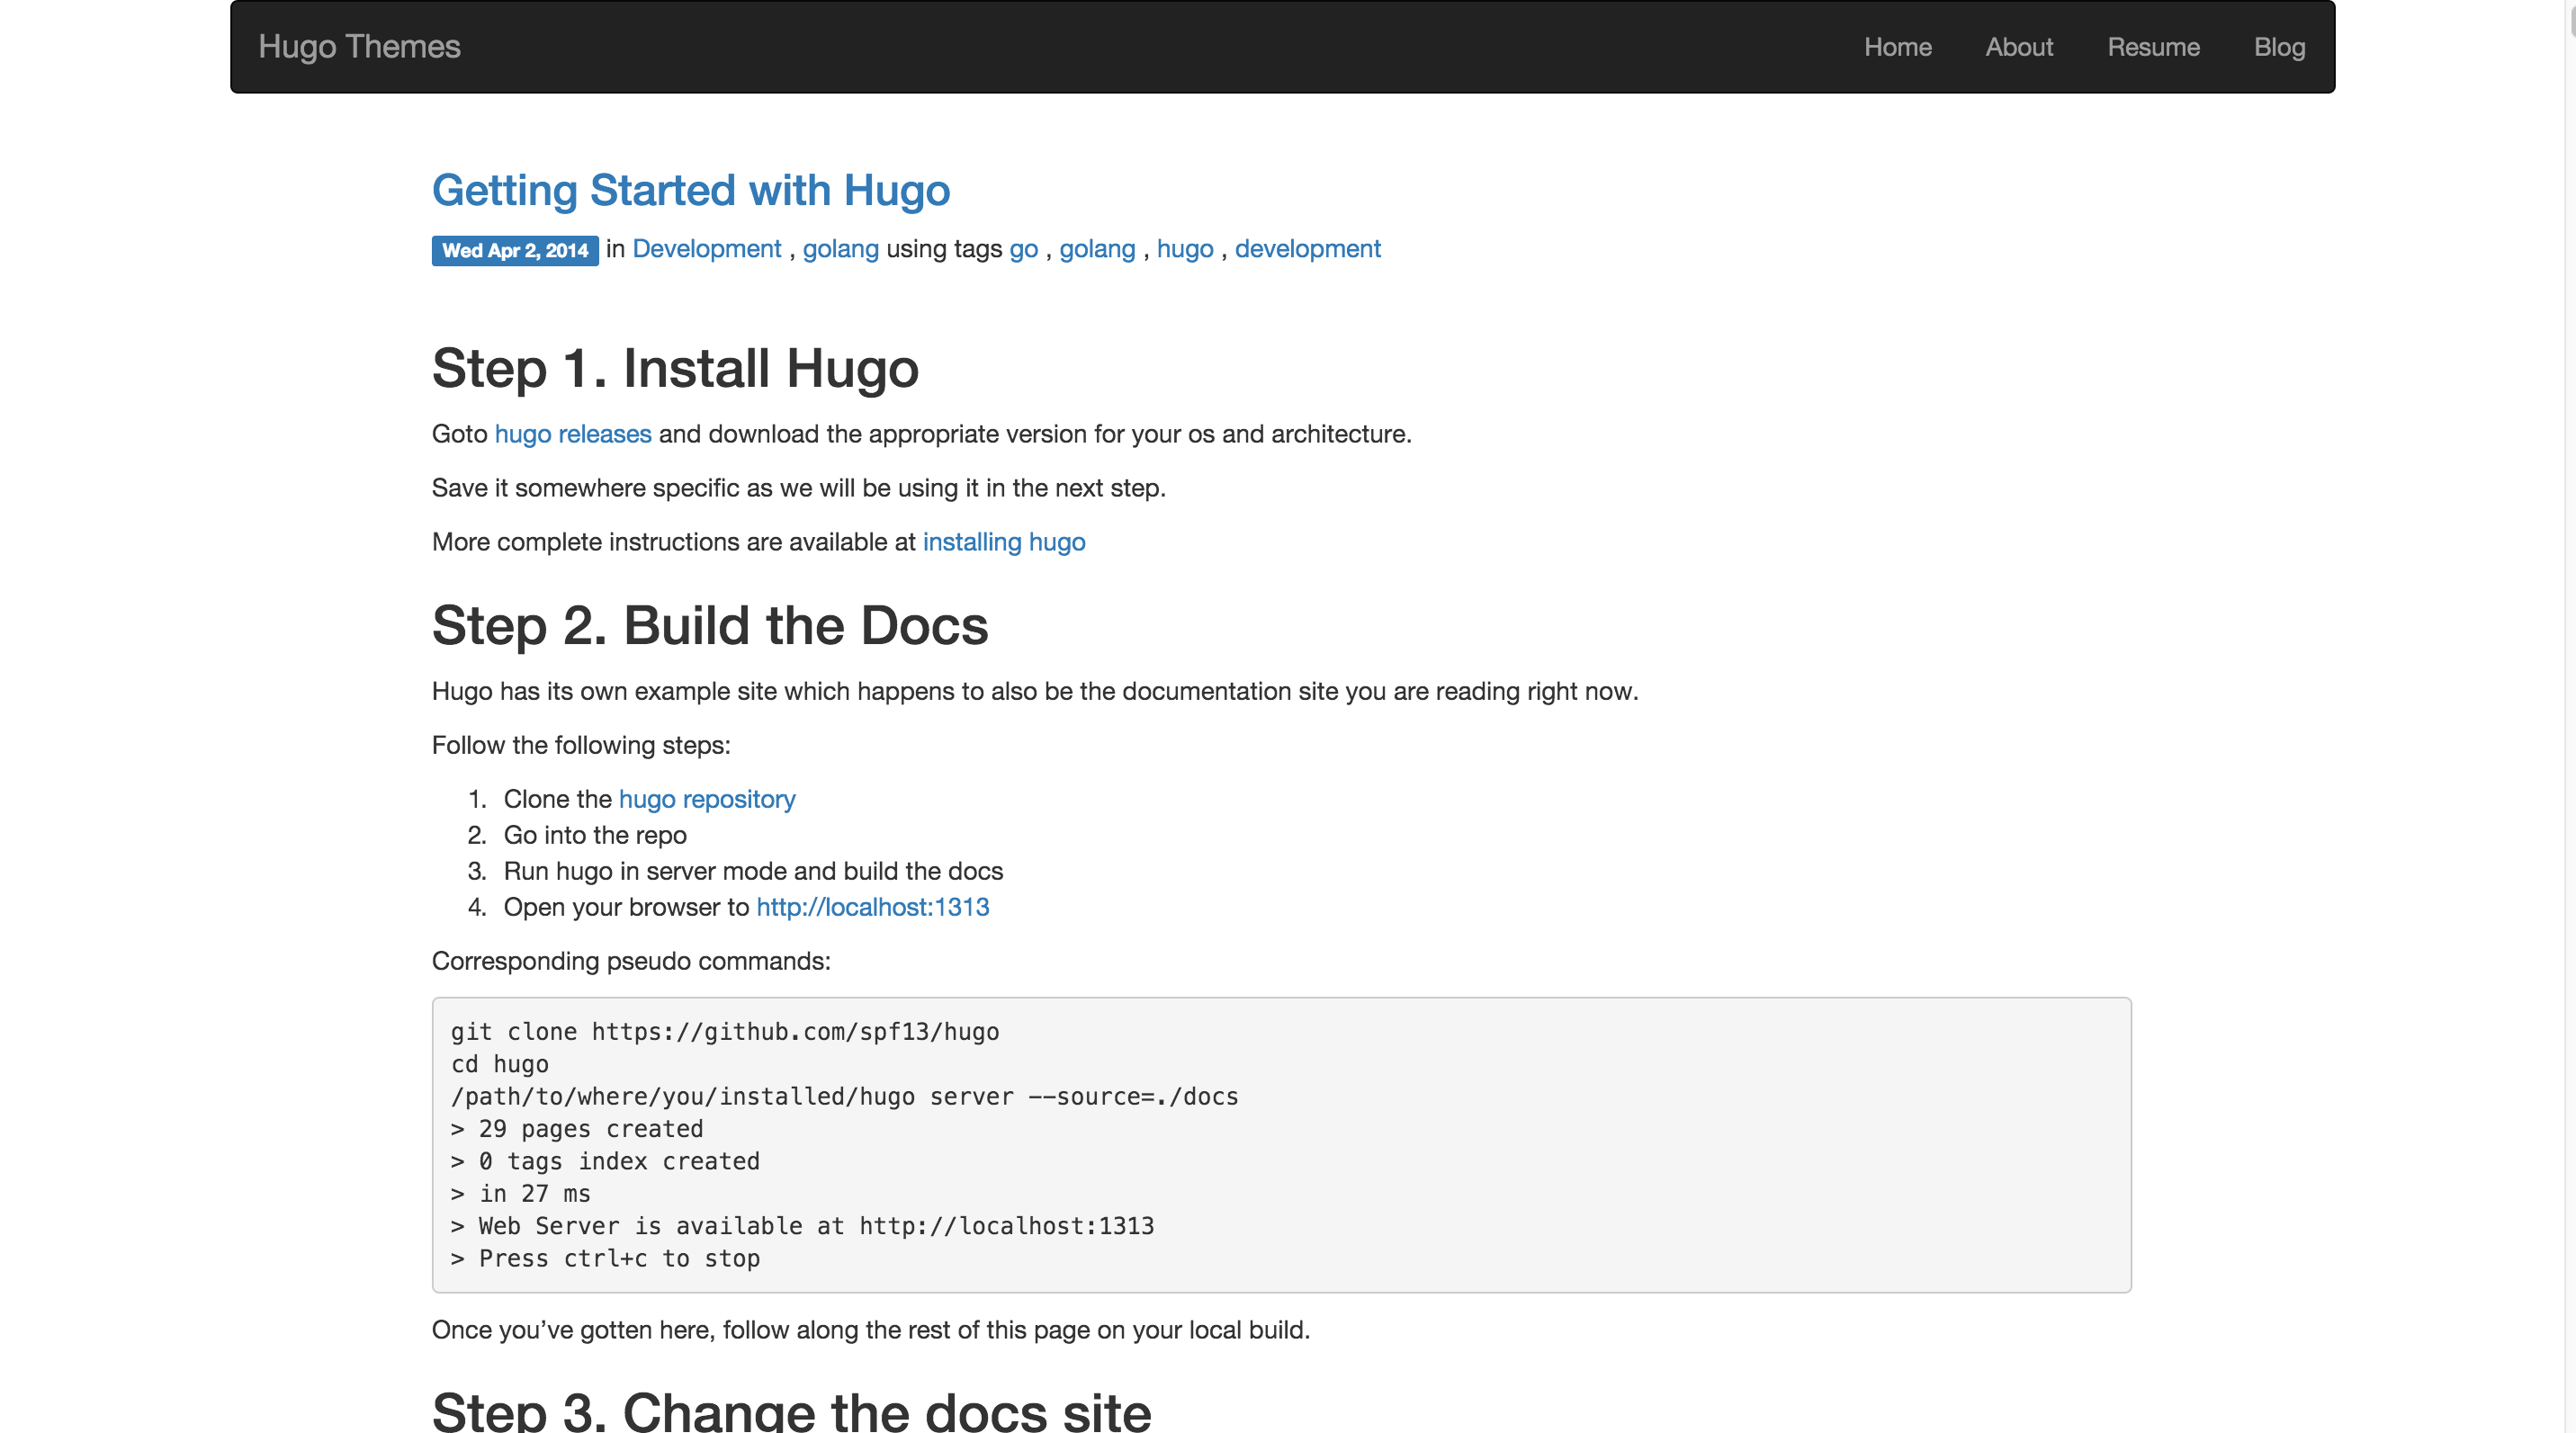 Hugo Themes Home About Resume Blog
Getting Started with Hugo
Wed Apr 2, 2014 in Development , golang using tags go , golang , hugo , development
Step 1. Install Hugo
Goto hugo releases and download the appropriate version for your os and architecture.
Save it somewhere specific as we will be using it in the next step.
More complete instructions are available at installing hugo
Step 2. Build the Docs
Hugo has its own example site which happens to also be the documentation site you are reading right now.
Follow the following steps:
1. Clone the hugo repository
2. Go into the repo
3. Run hugo in server mode and build the docs
4. Open your browser to http://localhost:1313
Corresponding pseudo commands:
git clone https://github.com/spf13/hugo
cd hugo
/path/to/where/you/installed/hugo server --source=./docs
> 29 pages created
> 0 tags index created
> in 27 ms
> Web Server is available at http://localhost:1313
> Press ctrl+c to stop
Once you’ve gotten here, follow along the rest of this page on your local build.
Step 3. Change the docs site